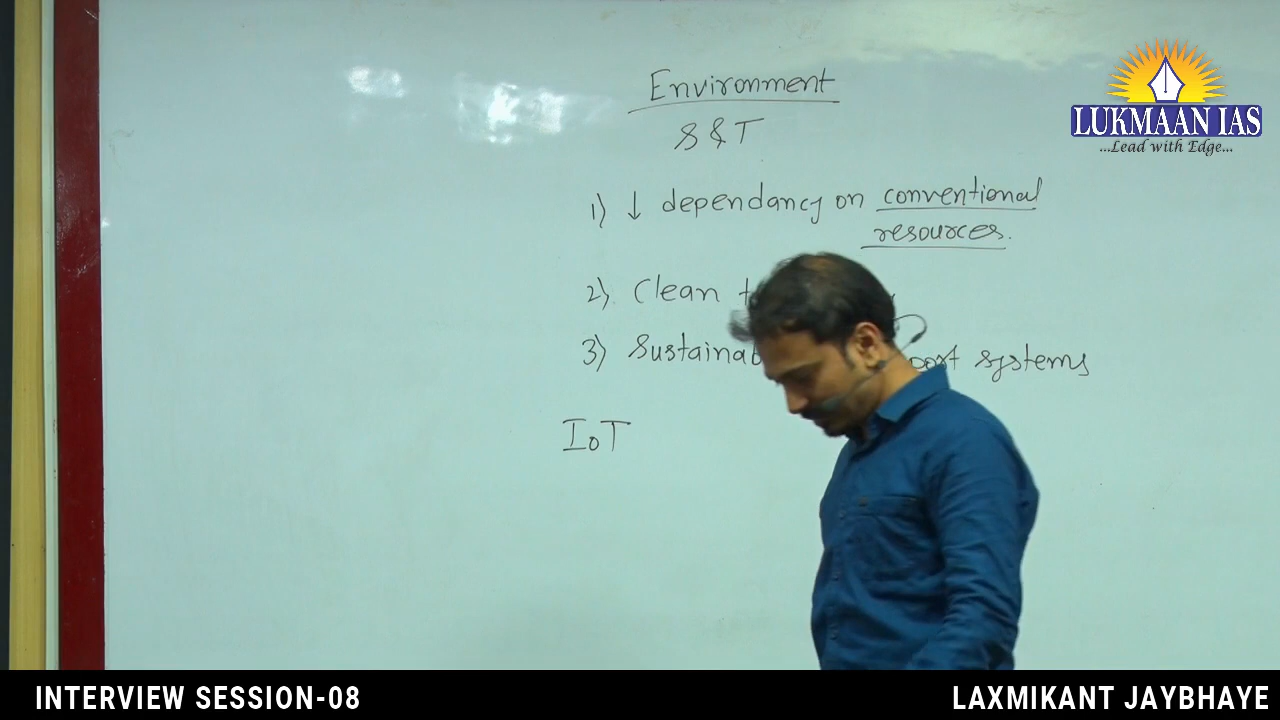 Environment
S & T
1) ↓ dependancy on conventional
resources.
2) Clean
3) systems
IoT
LUKMAAN IAS
...Lead with Edge...
INTERVIEW SESSION-08
LAXMIKANT JAYBHAYE